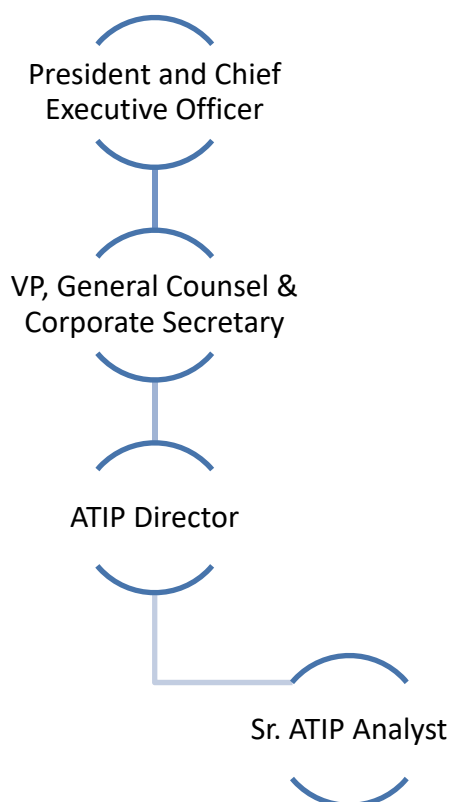 President and Chief
Executive Officer
VP, General Counsel &
Corporate Secretary
ATIP Director
Sr. ATIP Analyst